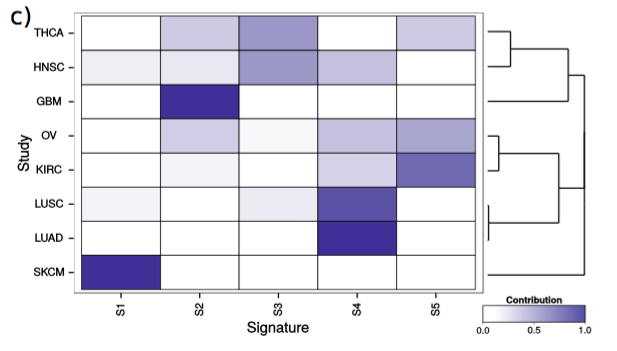 c)
THCA
HNSC
GBM
OV
KIRC
LUSC
LUAD
SKCM
Study
S1 S2 S3 S4 S5
Signature
Contribution
0.0 0.5 1.0